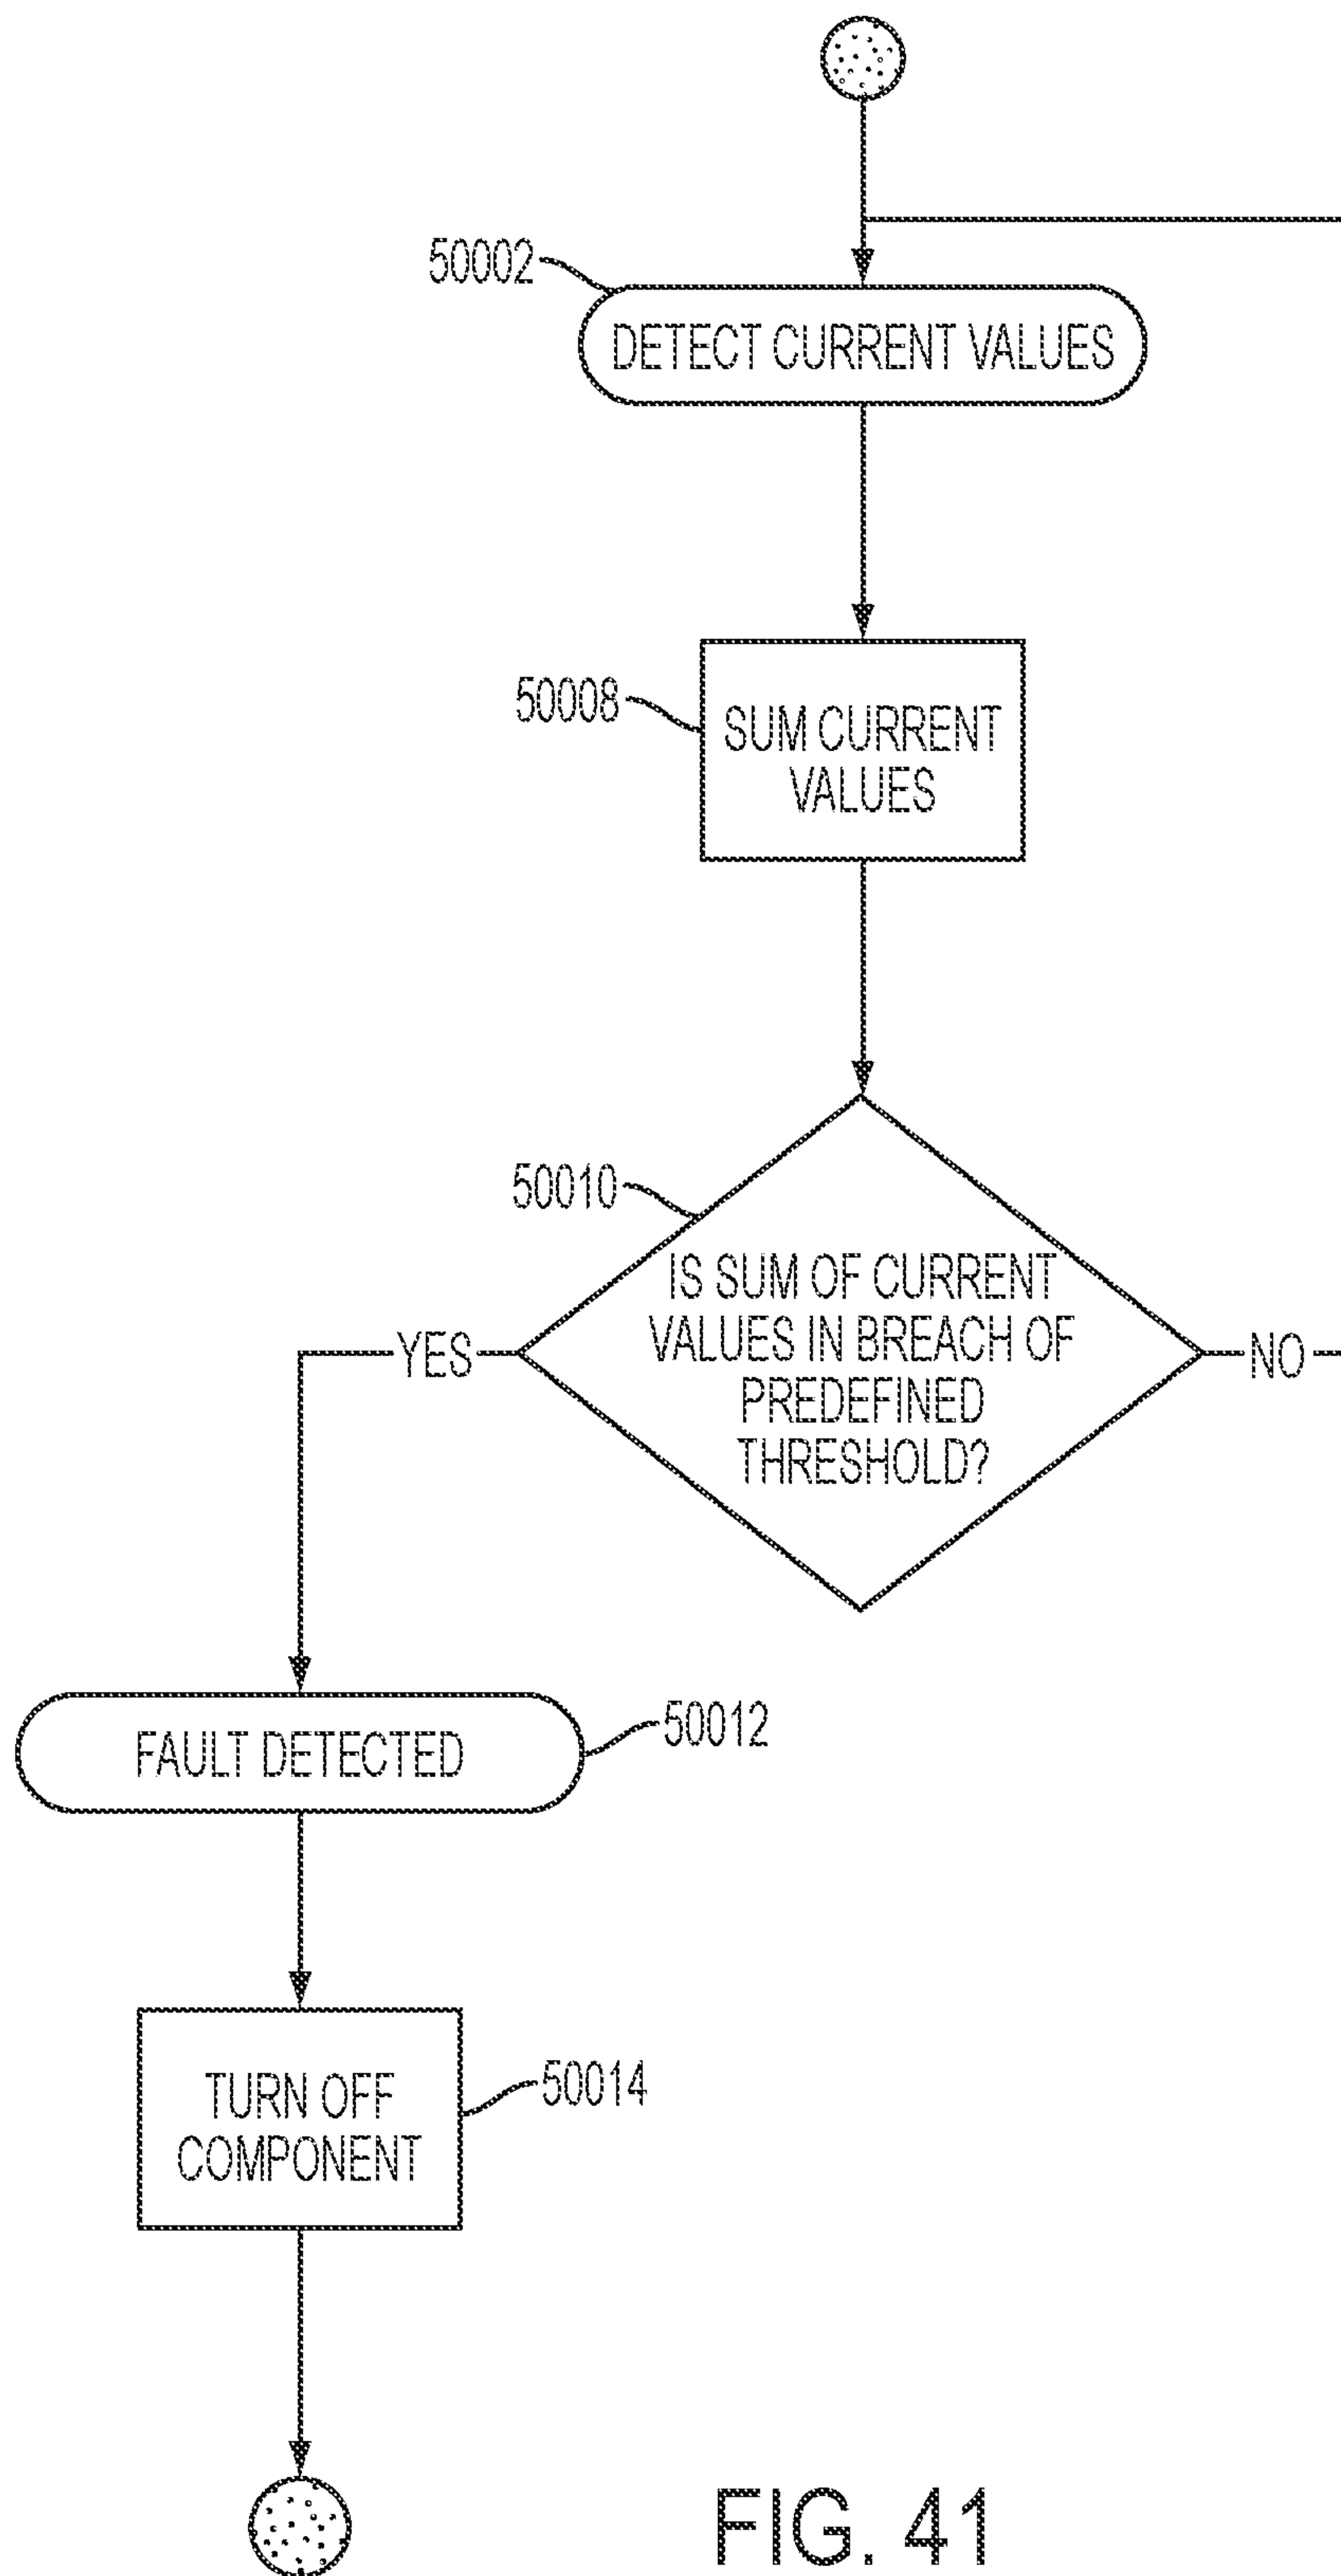 50002
DETECT CURRENT VALUES
50008
SUM CURRENT
VALUES
50010
IS SUM OF CURRENT
VALUES IN BREACH OF
PREDEFINED
THRESHOLD?
YES
NO
FAULT DETECTED
50012
TURN OFF
COMPONENT
50014
FIG. 41